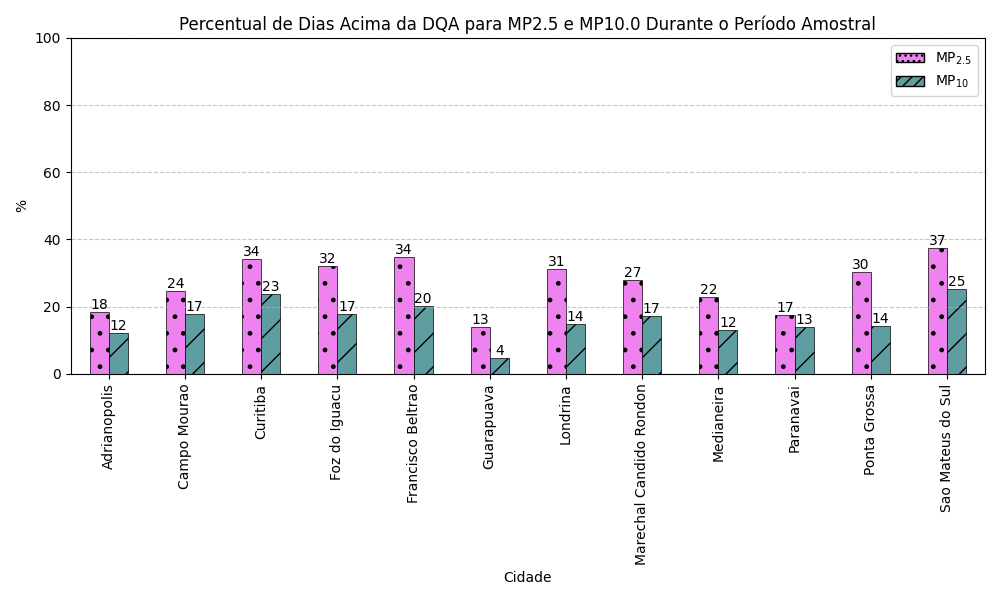 Percentual de Dias Acima da DQA para MP2.5 e MP10.0 Durante o Período Amostral
MP2.5
MP10
%
100
80
60
40
20
0
18 12 24 17 34 23 32 17 34 20 13 4 31 14 27 17 22 12 17 13 30 14 37 25
Adrianopolis
Campo Mourao
Curitiba
Foz do Iguacu
Francisco Beltrao
Guarapuava
Londrina
Marechal Candido Rondon
Medianeira
Paranavai
Ponta Grossa
Sao Mateus do Sul
Cidade